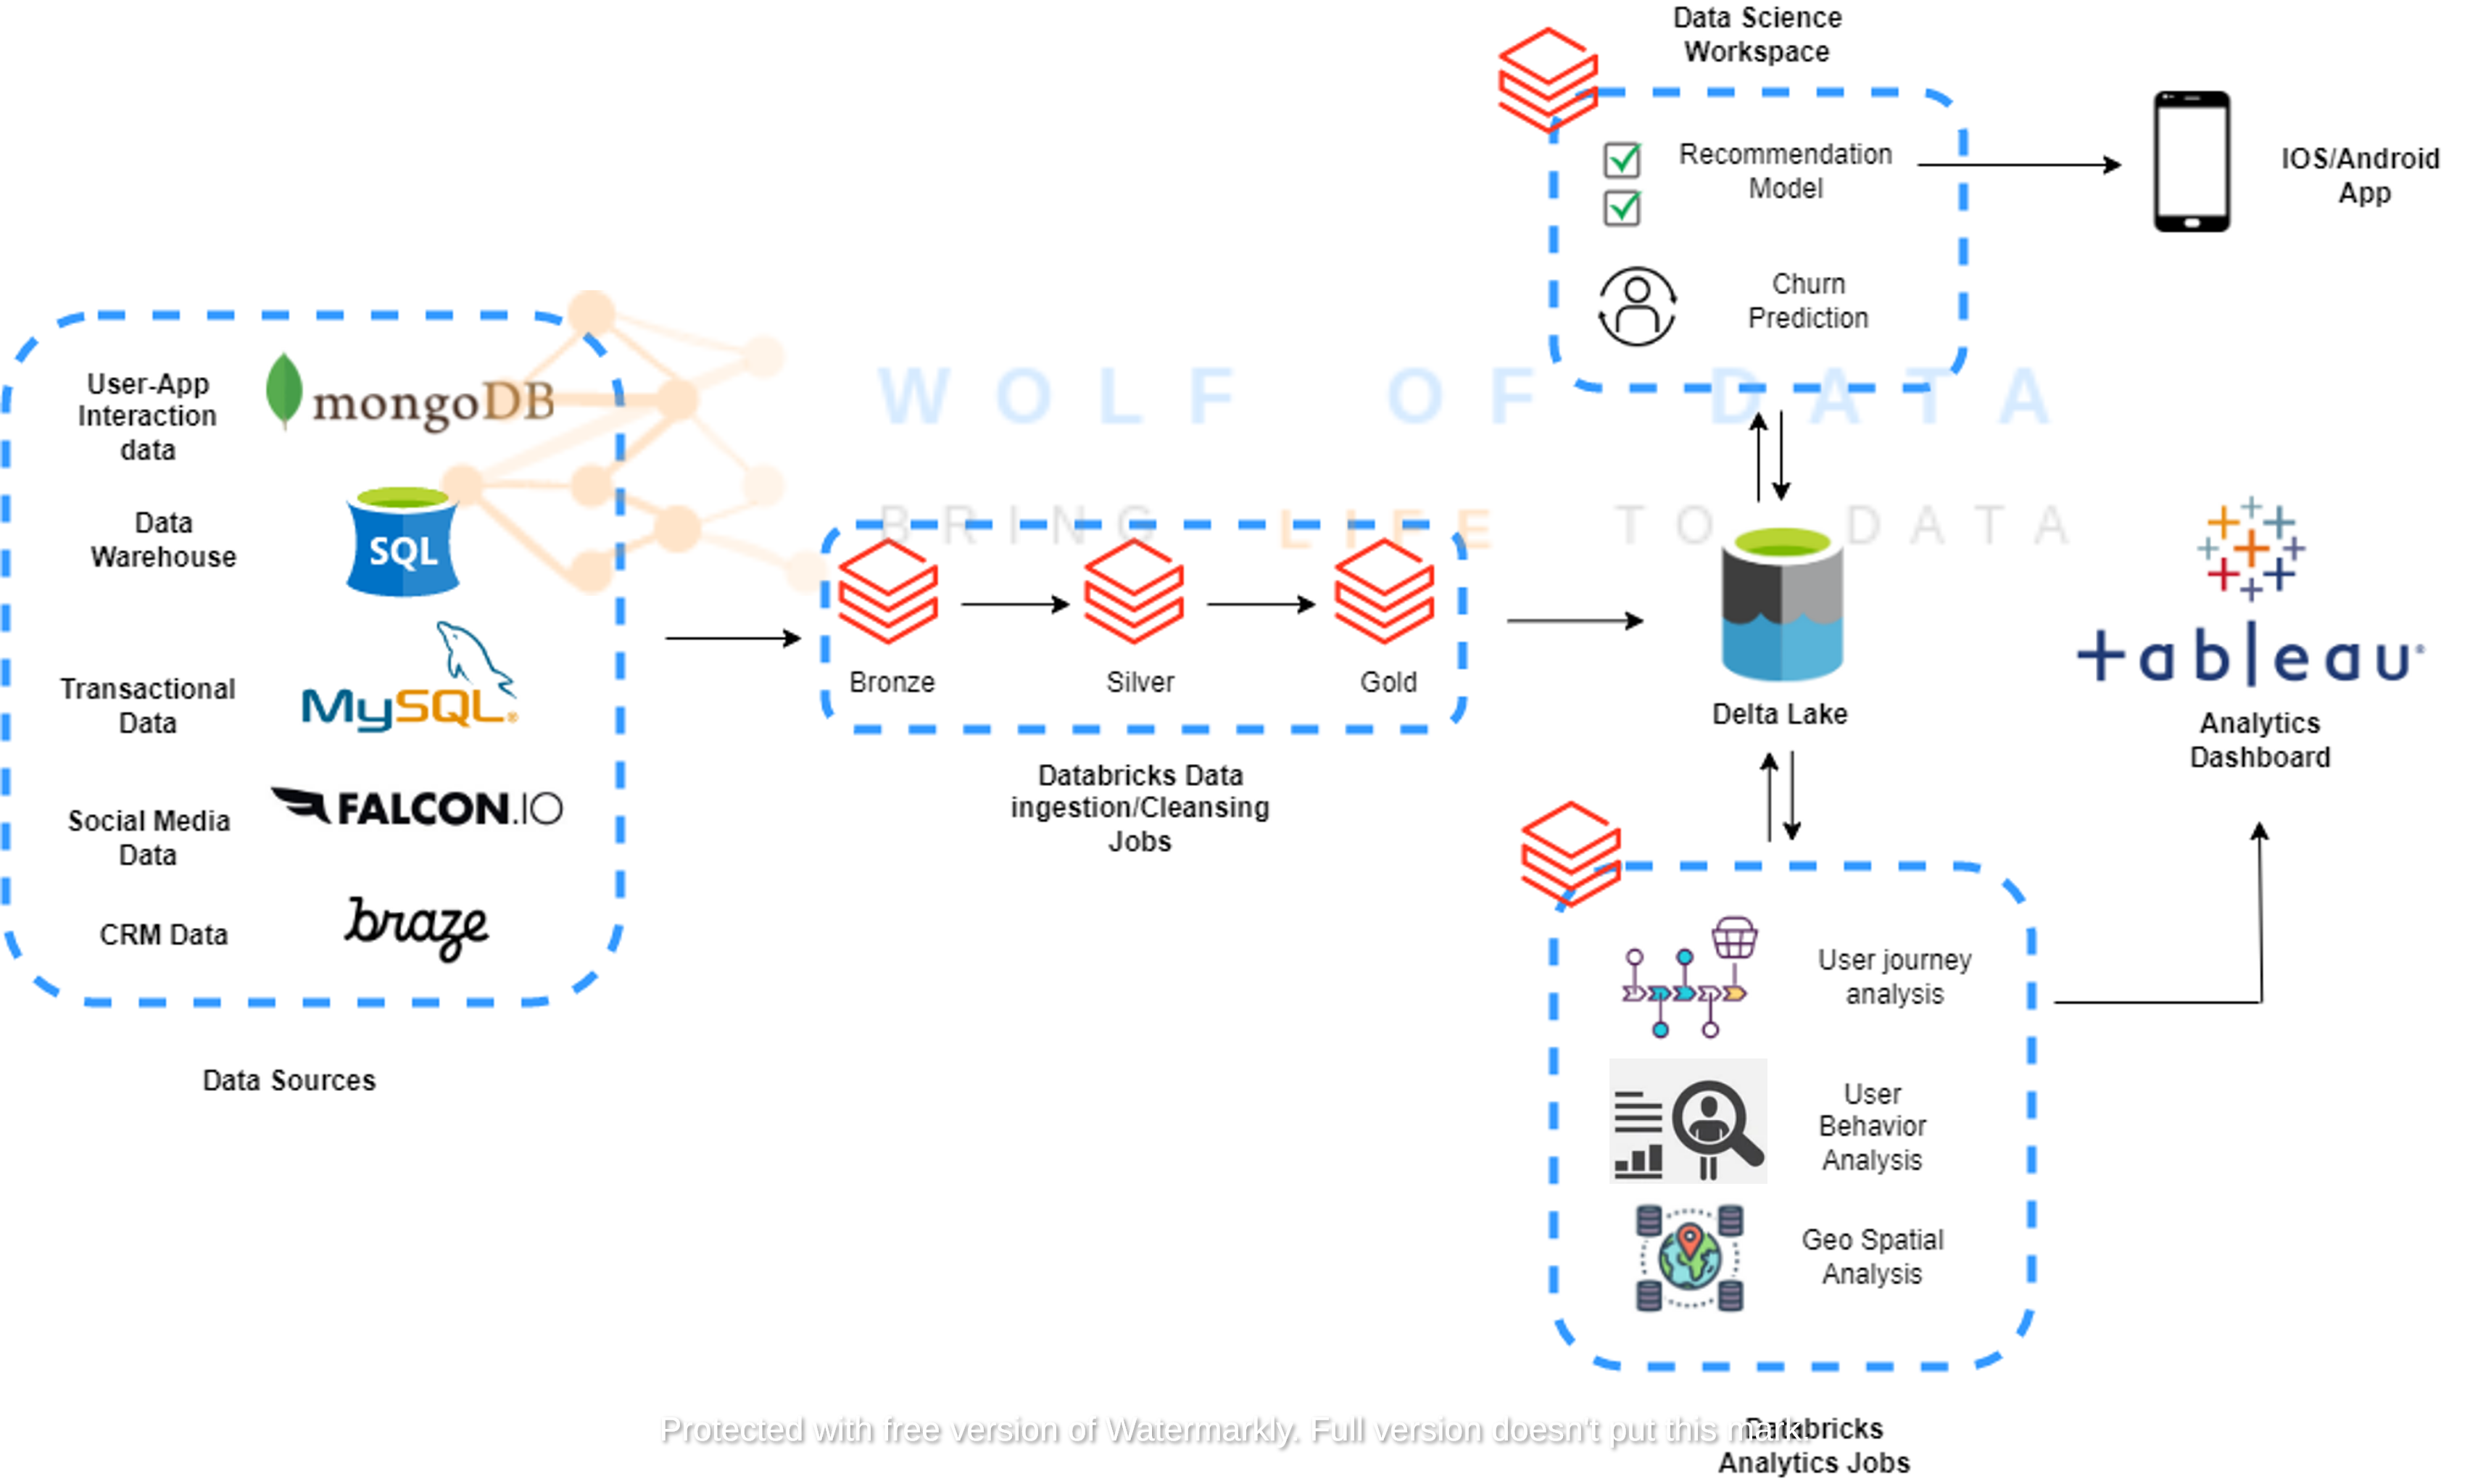 Data Science
Workspace
Recommendation
Model
IOS/Android
App
Churn
Prediction
User-App
Interaction
data
mongoDB
WOLF OF DATA
BRING LIFE TO DATA
Data
Warehouse
SQL
Transactional
Data
MySQL®
Social Media
Data
FALCON.IO
CRM Data
braze
Data Sources
Bronze
Silver
Gold
Databricks Data
ingestion/Cleansing
Jobs
Delta Lake
+ableau®
Analytics
Dashboard
User journey
analysis
User
Behavior
Analysis
Geo Spatial
Analysis
Databricks
Analytics Jobs
Protected with free version of Watermarkly. Full version doesn't put this mark.